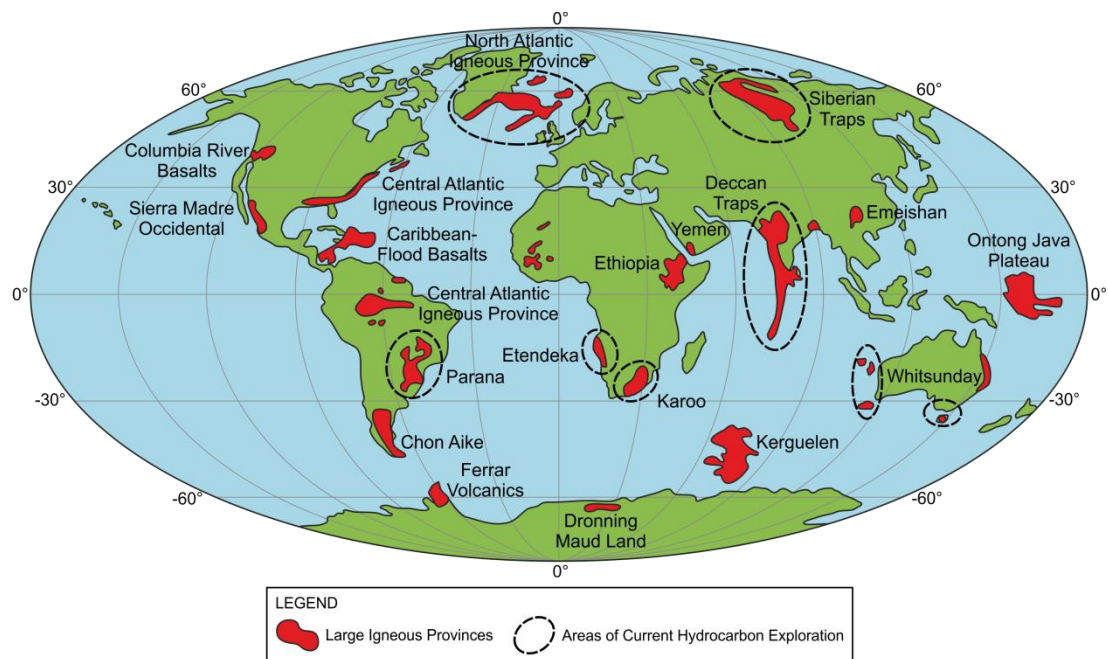 0°
North Atlantic
Igneous Province
60°
60°
Siberian
Traps
Columbia River
Basalts
30°
30°
Central Atlantic
Igneous Province
Deccan
Traps
Sierra Madre
Occidental
Emeishan
Yemen
Caribbean-
Flood Basalts
Ethiopia
Ontong Java
Plateau
0°
0°
Central Atlantic
Igneous Province
Etendeka
Parana
Whitsunday
Karoo
-30°
-30°
Chon Aike
Kerguelen
Ferrar
Volcanics
-60°
-60°
Dronning
Maud Land
0°
LEGEND
Large Igneous Provinces
Areas of Current Hydrocarbon Exploration